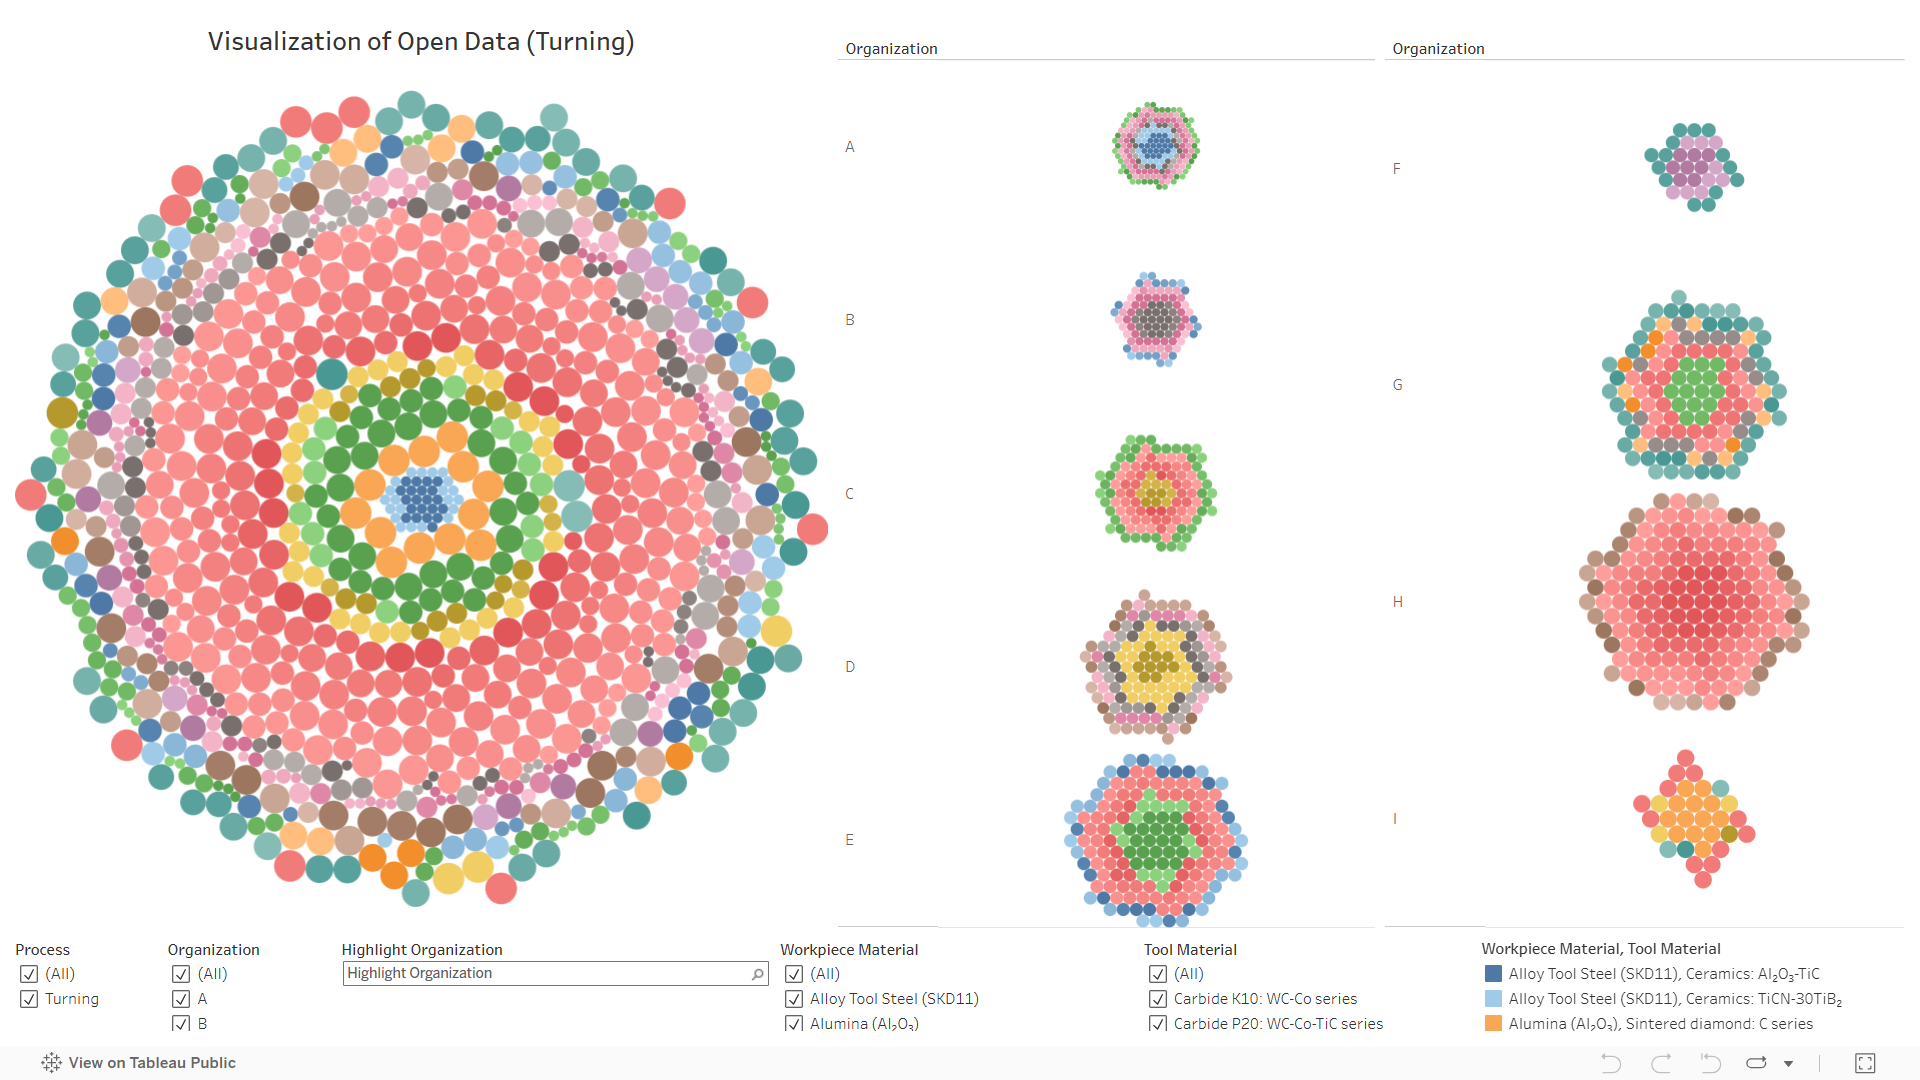 Visualization of Open Data (Turning)
Organization
A
B
C
D
E
Organization
F
G
H
I
Process
(All)
Turning
Organization
(All)
A
B
Highlight Organization
Highlight Organization
Workpiece Material
(All)
Alloy Tool Steel (SKD11)
Alumina (Al₂O₃)
Tool Material
(All)
Carbide K10: WC-Co series
Carbide P20: WC-Co-TiC series
Workpiece Material, Tool Material
Alloy Tool Steel (SKD11), Ceramics: Al₂O₃-TiC
Alloy Tool Steel (SKD11), Ceramics: TiCN-30TiB₂
Alumina (Al₂O₃), Sintered diamond: C series
View on Tableau Public